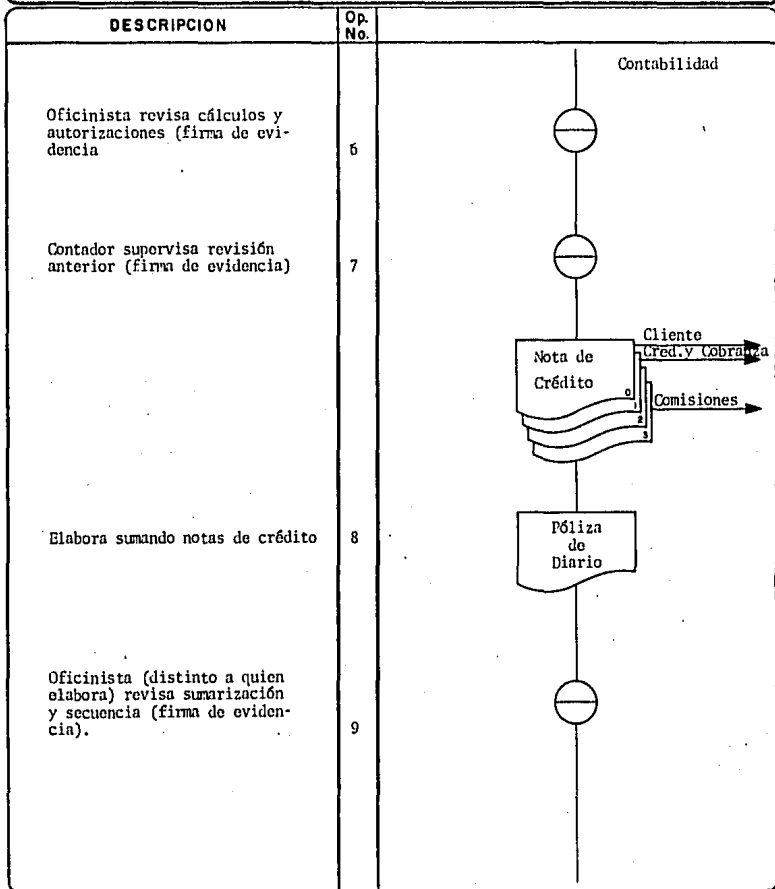 DESCRIPCION
Op. No.
Contabilidad
Oficinista revisa cálculos y
autorizaciones (firma de evi-
dencia
6
Contador supervisa revisión
anterior (firma de evidencia)
7
Nota de
Crédito
0
1
2
3
Cliente
Cred.y Cobranza
Comisiones
Elabora sumando notas de crédito
8
Póliza
de
Diario
Oficinista (distinto a quien
elabora) revisa sumarización
y secuencia (firma de eviden-
cia).
9